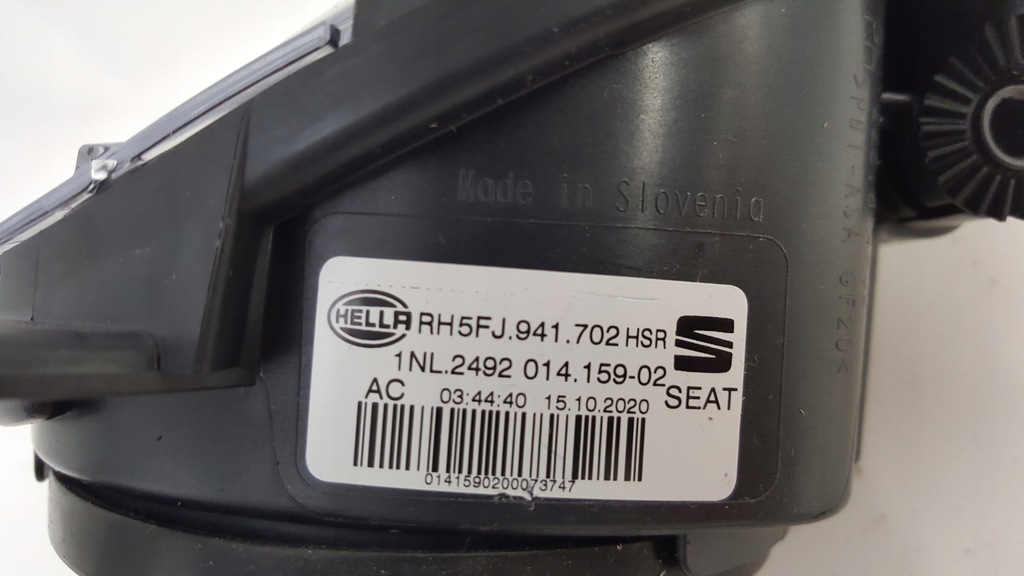 Made in Slovenia
HELLA RH5FJ.941.702 HSR
1NL.2492 014.159-02
AC 03:44:40 15.10.2020 SEAT
0141590200073747